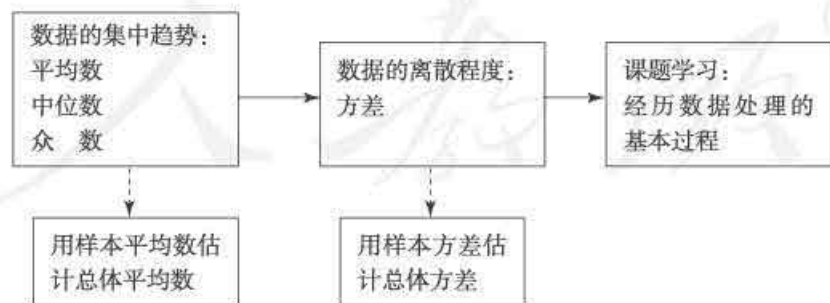 数据的集中趋势：
平均数
中位数
众　数
数据的离散程度：
方差
课题学习：
经历数据处理的
基本过程
用样本平均数估
计总体平均数
用样本方差估
计总体方差